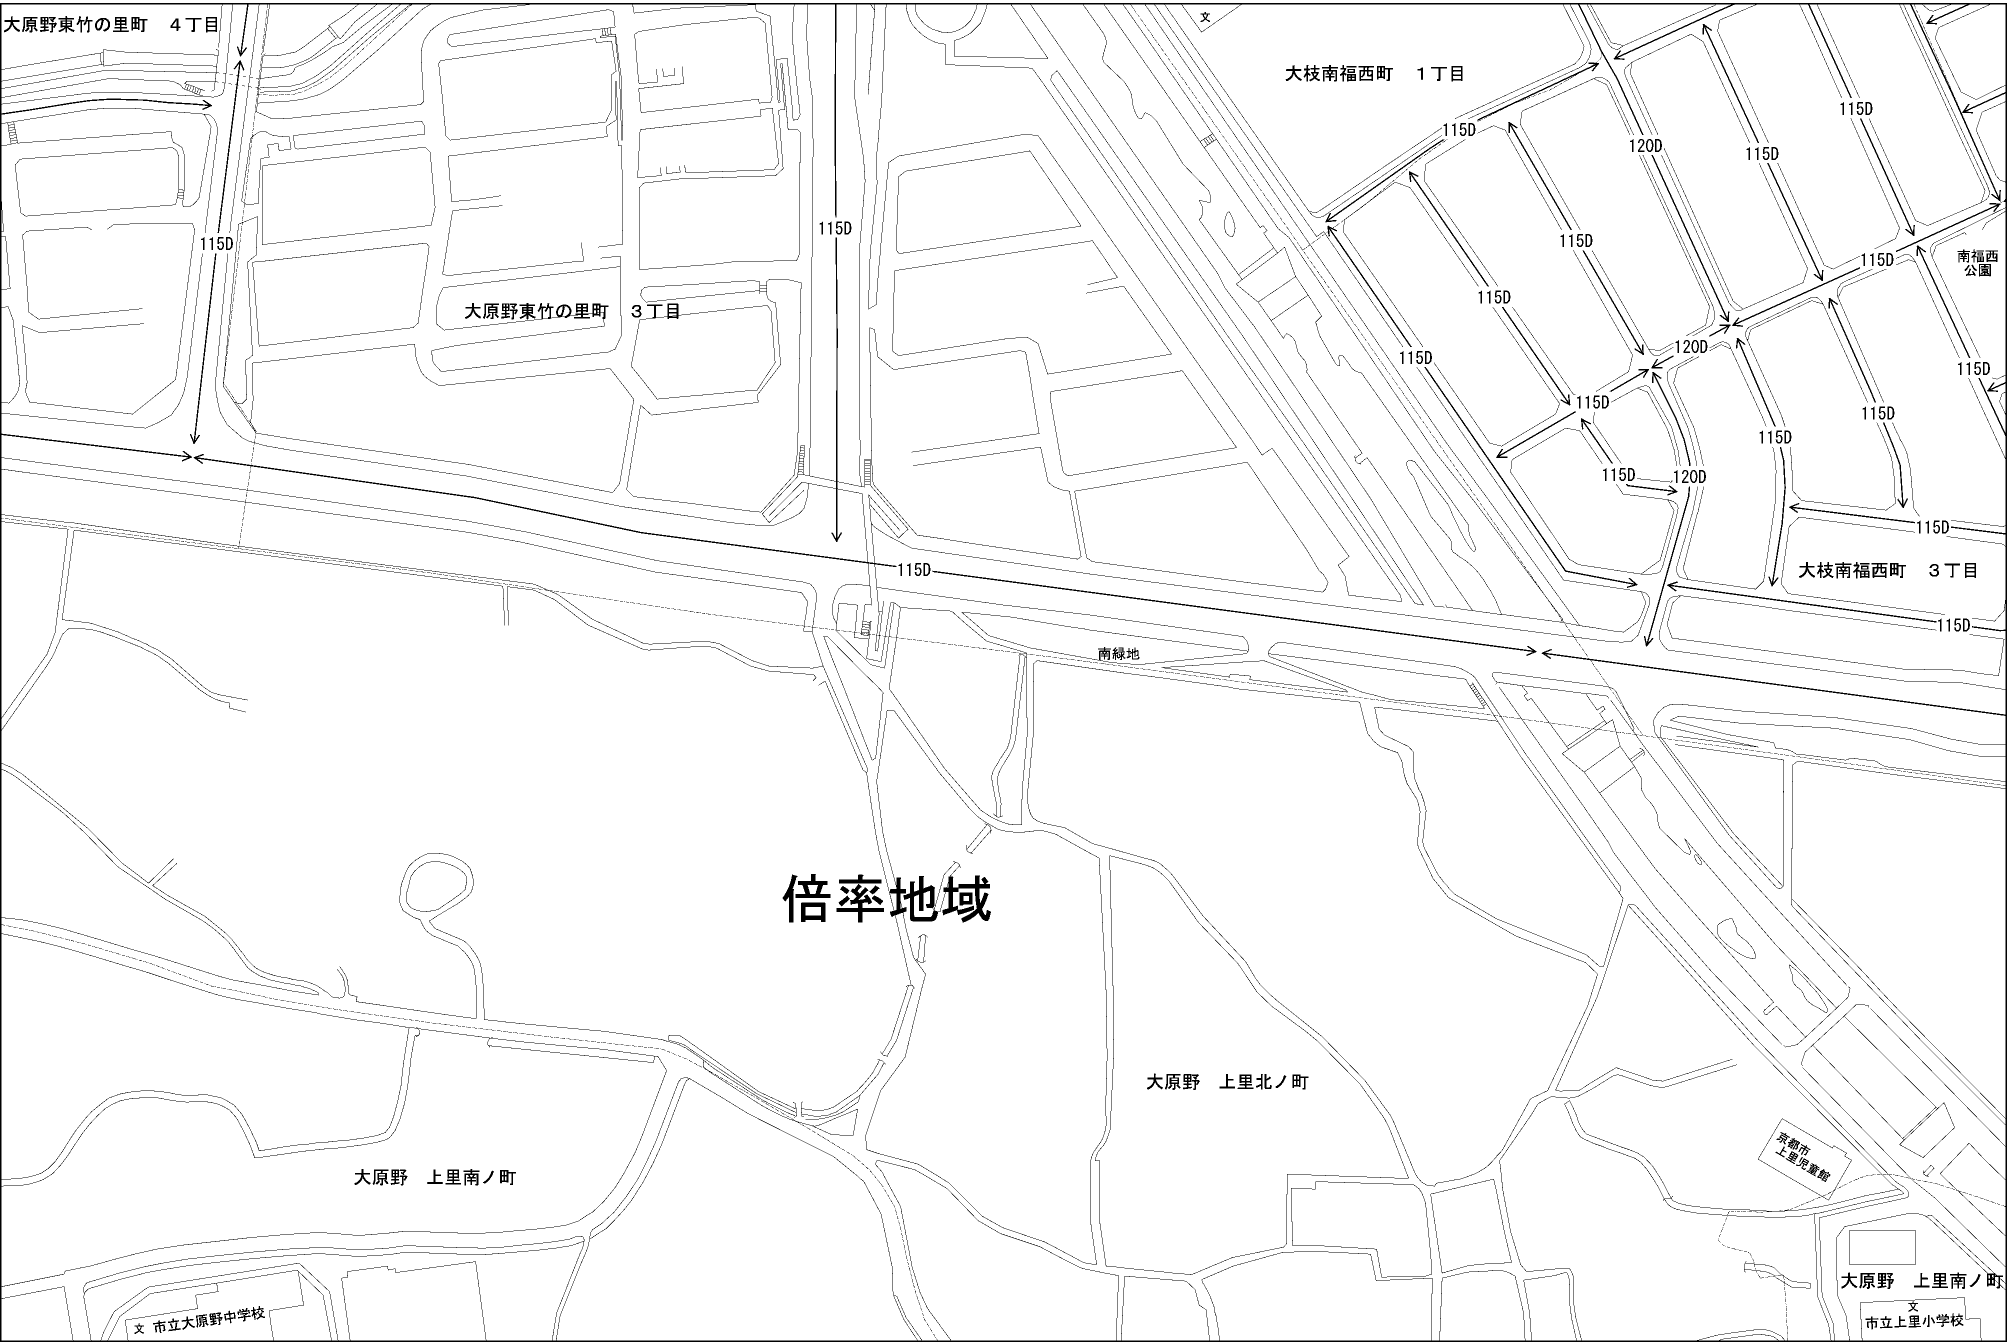 大原野東竹の里町　４丁目
文
大枝南福西町　１丁目
115D
115D
120D
115D
115D
115D
115D
115D
南福西
公園
115D
大原野東竹の里町　３丁目
115D
115D
120D
115D
115D
115D
115D
115D
120D
115D
115D
大枝南福西町　３丁目
115D
115D
南緑地
倍率地域
大原野　上里北ノ町
京都市
上里児童館
大原野　上里南ノ町
大原野　上里南ノ町
文
市立上里小学校
文 市立大原野中学校